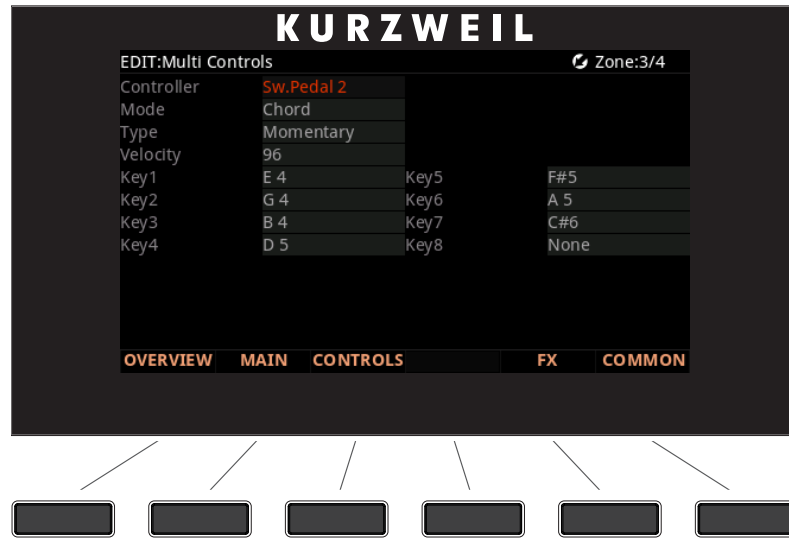 KURZWEIL
EDIT:Multi Controls Zone:3/4
Controller Sw.Pedal 2
Mode Chord
Type Momentary
Velocity 96
Key1 E 4 Key5 F#5
Key2 G 4 Key6 A 5
Key3 B 4 Key7 C#6
Key4 D 5 Key8 None
OVERVIEW MAIN CONTROLS FX COMMON